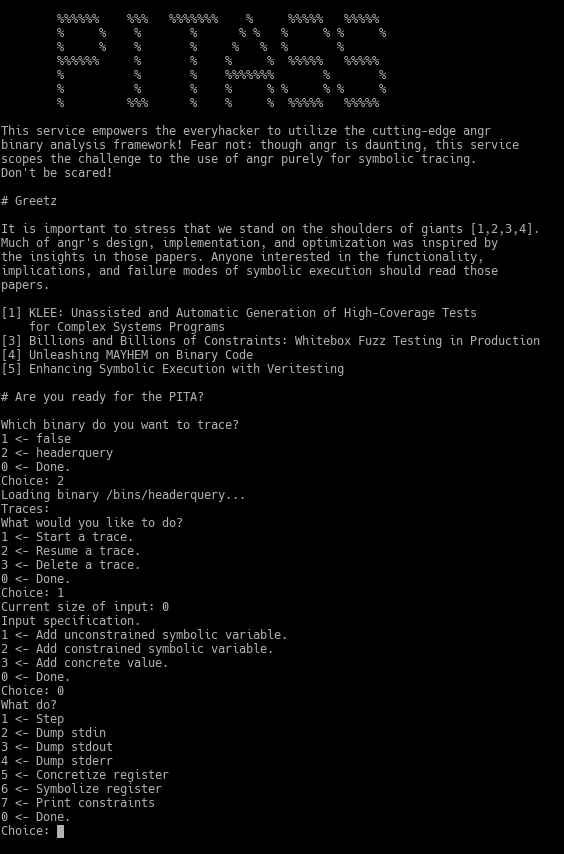 PITASS
This service empowers the everyhacker to utilize the cutting-edge angr
binary analysis framework! Fear not: though angr is daunting, this service
scopes the challenge to the use of angr purely for symbolic tracing.
Don't be scared!
# Greetz
It is important to stress that we stand on the shoulders of giants [1,2,3,4].
Much of angr's design, implementation, and optimization was inspired by
the insights in those papers. Anyone interested in the functionality,
implications, and failure modes of symbolic execution should read those
papers.
[1] KLEE: Unassisted and Automatic Generation of High-Coverage Tests
for Complex Systems Programs
[3] Billions and Billions of Constraints: Whitebox Fuzz Testing in Production
[4] Unleashing MAYHEM on Binary Code
[5] Enhancing Symbolic Execution with Veritesting
# Are you ready for the PITA?
Which binary do you want to trace?
1 <- false
2 <- headerquery
0 <- Done.
Choice: 2
Loading binary /bins/headerquery...
Traces:
What would you like to do?
1 <- Start a trace.
2 <- Resume a trace.
3 <- Delete a trace.
0 <- Done.
Choice: 1
Current size of input: 0
Input specification.
1 <- Add unconstrained symbolic variable.
2 <- Add constrained symbolic variable.
3 <- Add concrete value.
0 <- Done.
Choice: 0
What do?
1 <- Step
2 <- Dump stdin
3 <- Dump stdout
4 <- Dump stderr
5 <- Concretize register
6 <- Symbolize register
7 <- Print constraints
0 <- Done.
Choice: